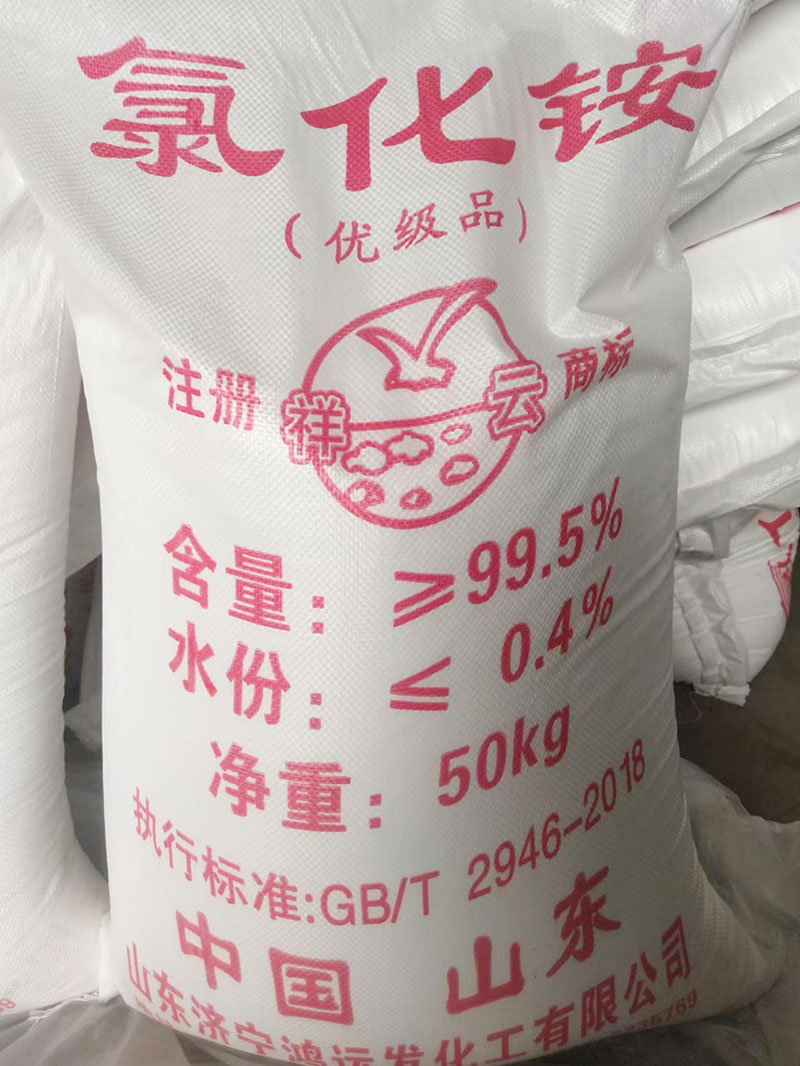 氯化铵
(优级品)
注册 祥云 商标
含量：≥99.5%
水份：≤ 0.4%
净重：50kg
执行标准:GB/T 2946-2018
中国 山东
山东济宁鸿运发化工有限公司